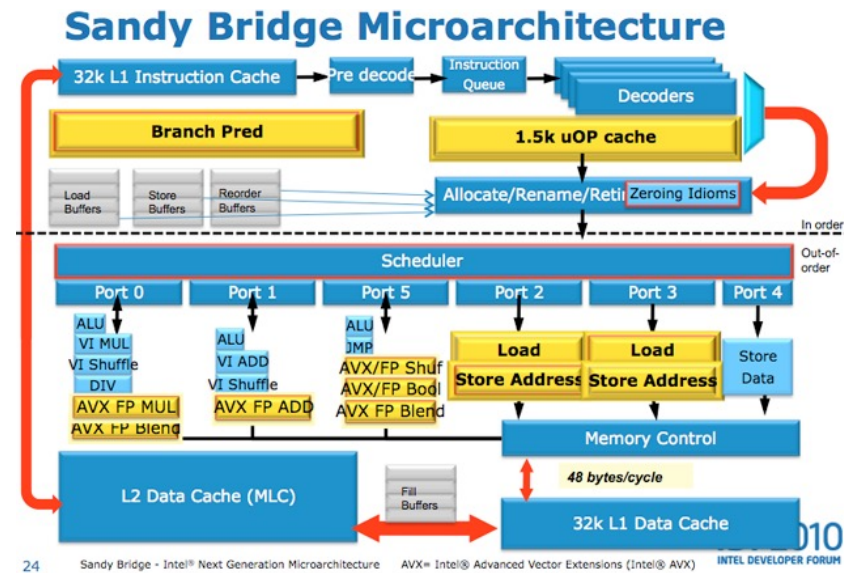 Sandy Bridge Microarchitecture
32k L1 Instruction Cache
Pre decode
Instruction
Queue
Decoders
Branch Pred
1.5k uOP cache
Load
Buffers
Store
Buffers
Reorder
Buffers
Allocate/Rename/Reti
Zeroing Idioms
In order
Scheduler
Out-of-
order
Port 0
Port 1
Port 5
Port 2
Port 3
Port 4
ALU
VI MUL
VI Shuffle
DIV
AVX FP MUL
AVX FP Blend
ALU
VI ADD
VI Shuffle
AVX FP ADD
ALU
JMP
AVX/FP Shuf
AVX/FP Bool
AVX FP Blend
Load
Store Address
Load
Store Address
Store
Data
Memory Control
L2 Data Cache (MLC)
Fill
Buffers
48 bytes/cycle
32k L1 Data Cache
2010
INTEL DEVELOPER FORUM
24
Sandy Bridge - Intel® Next Generation Microarchitecture
AVX= Intel® Advanced Vector Extensions (Intel® AVX)